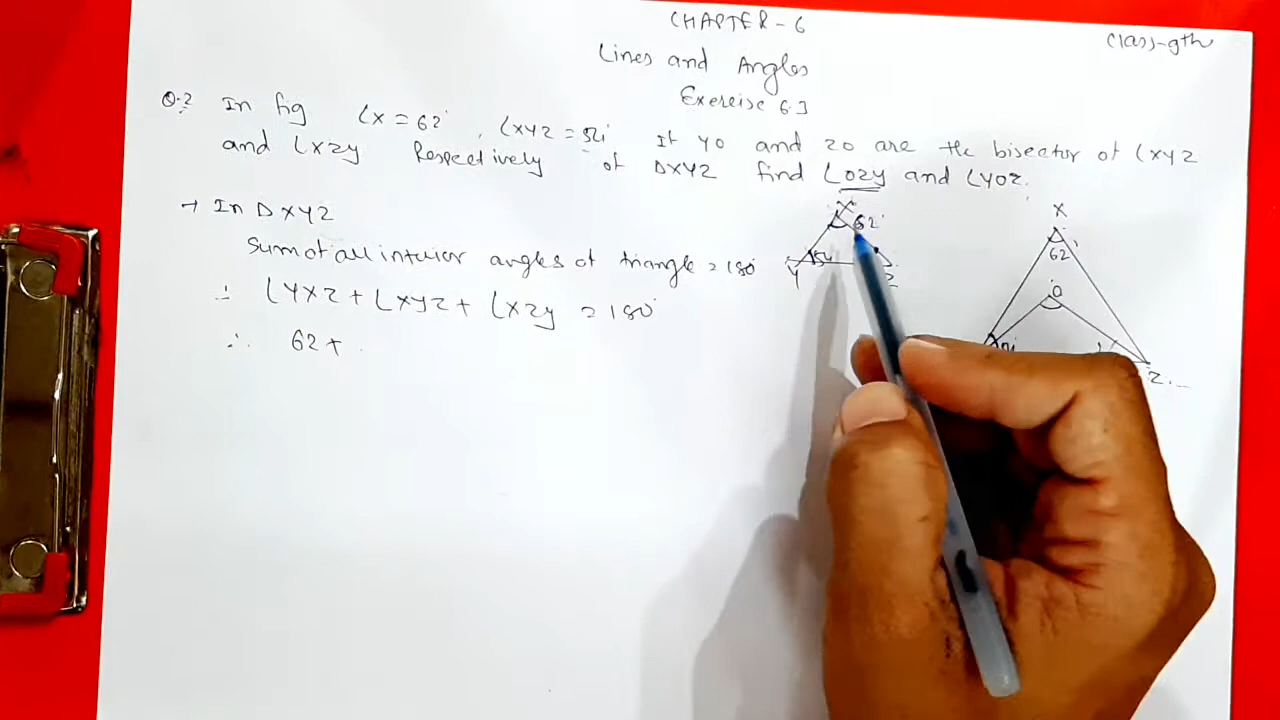 CHAPTER - 6
Class-9th
Lines and Angles
Exercise 6.3
Q.2 In fig ∠X = 62°, ∠XYZ = 54° If YO and ZO are the bisector of ∠XYZ
and ∠XZY Respectively of ΔXYZ find ∠OZY and ∠YOZ.
→ In ΔXYZ
Sum of all interior angles of triangle = 180°
∴ ∠YXZ + ∠XYZ + ∠XZY = 180°
∴ 62 +
X
62°
Y
54
Z
X
62
O
Z